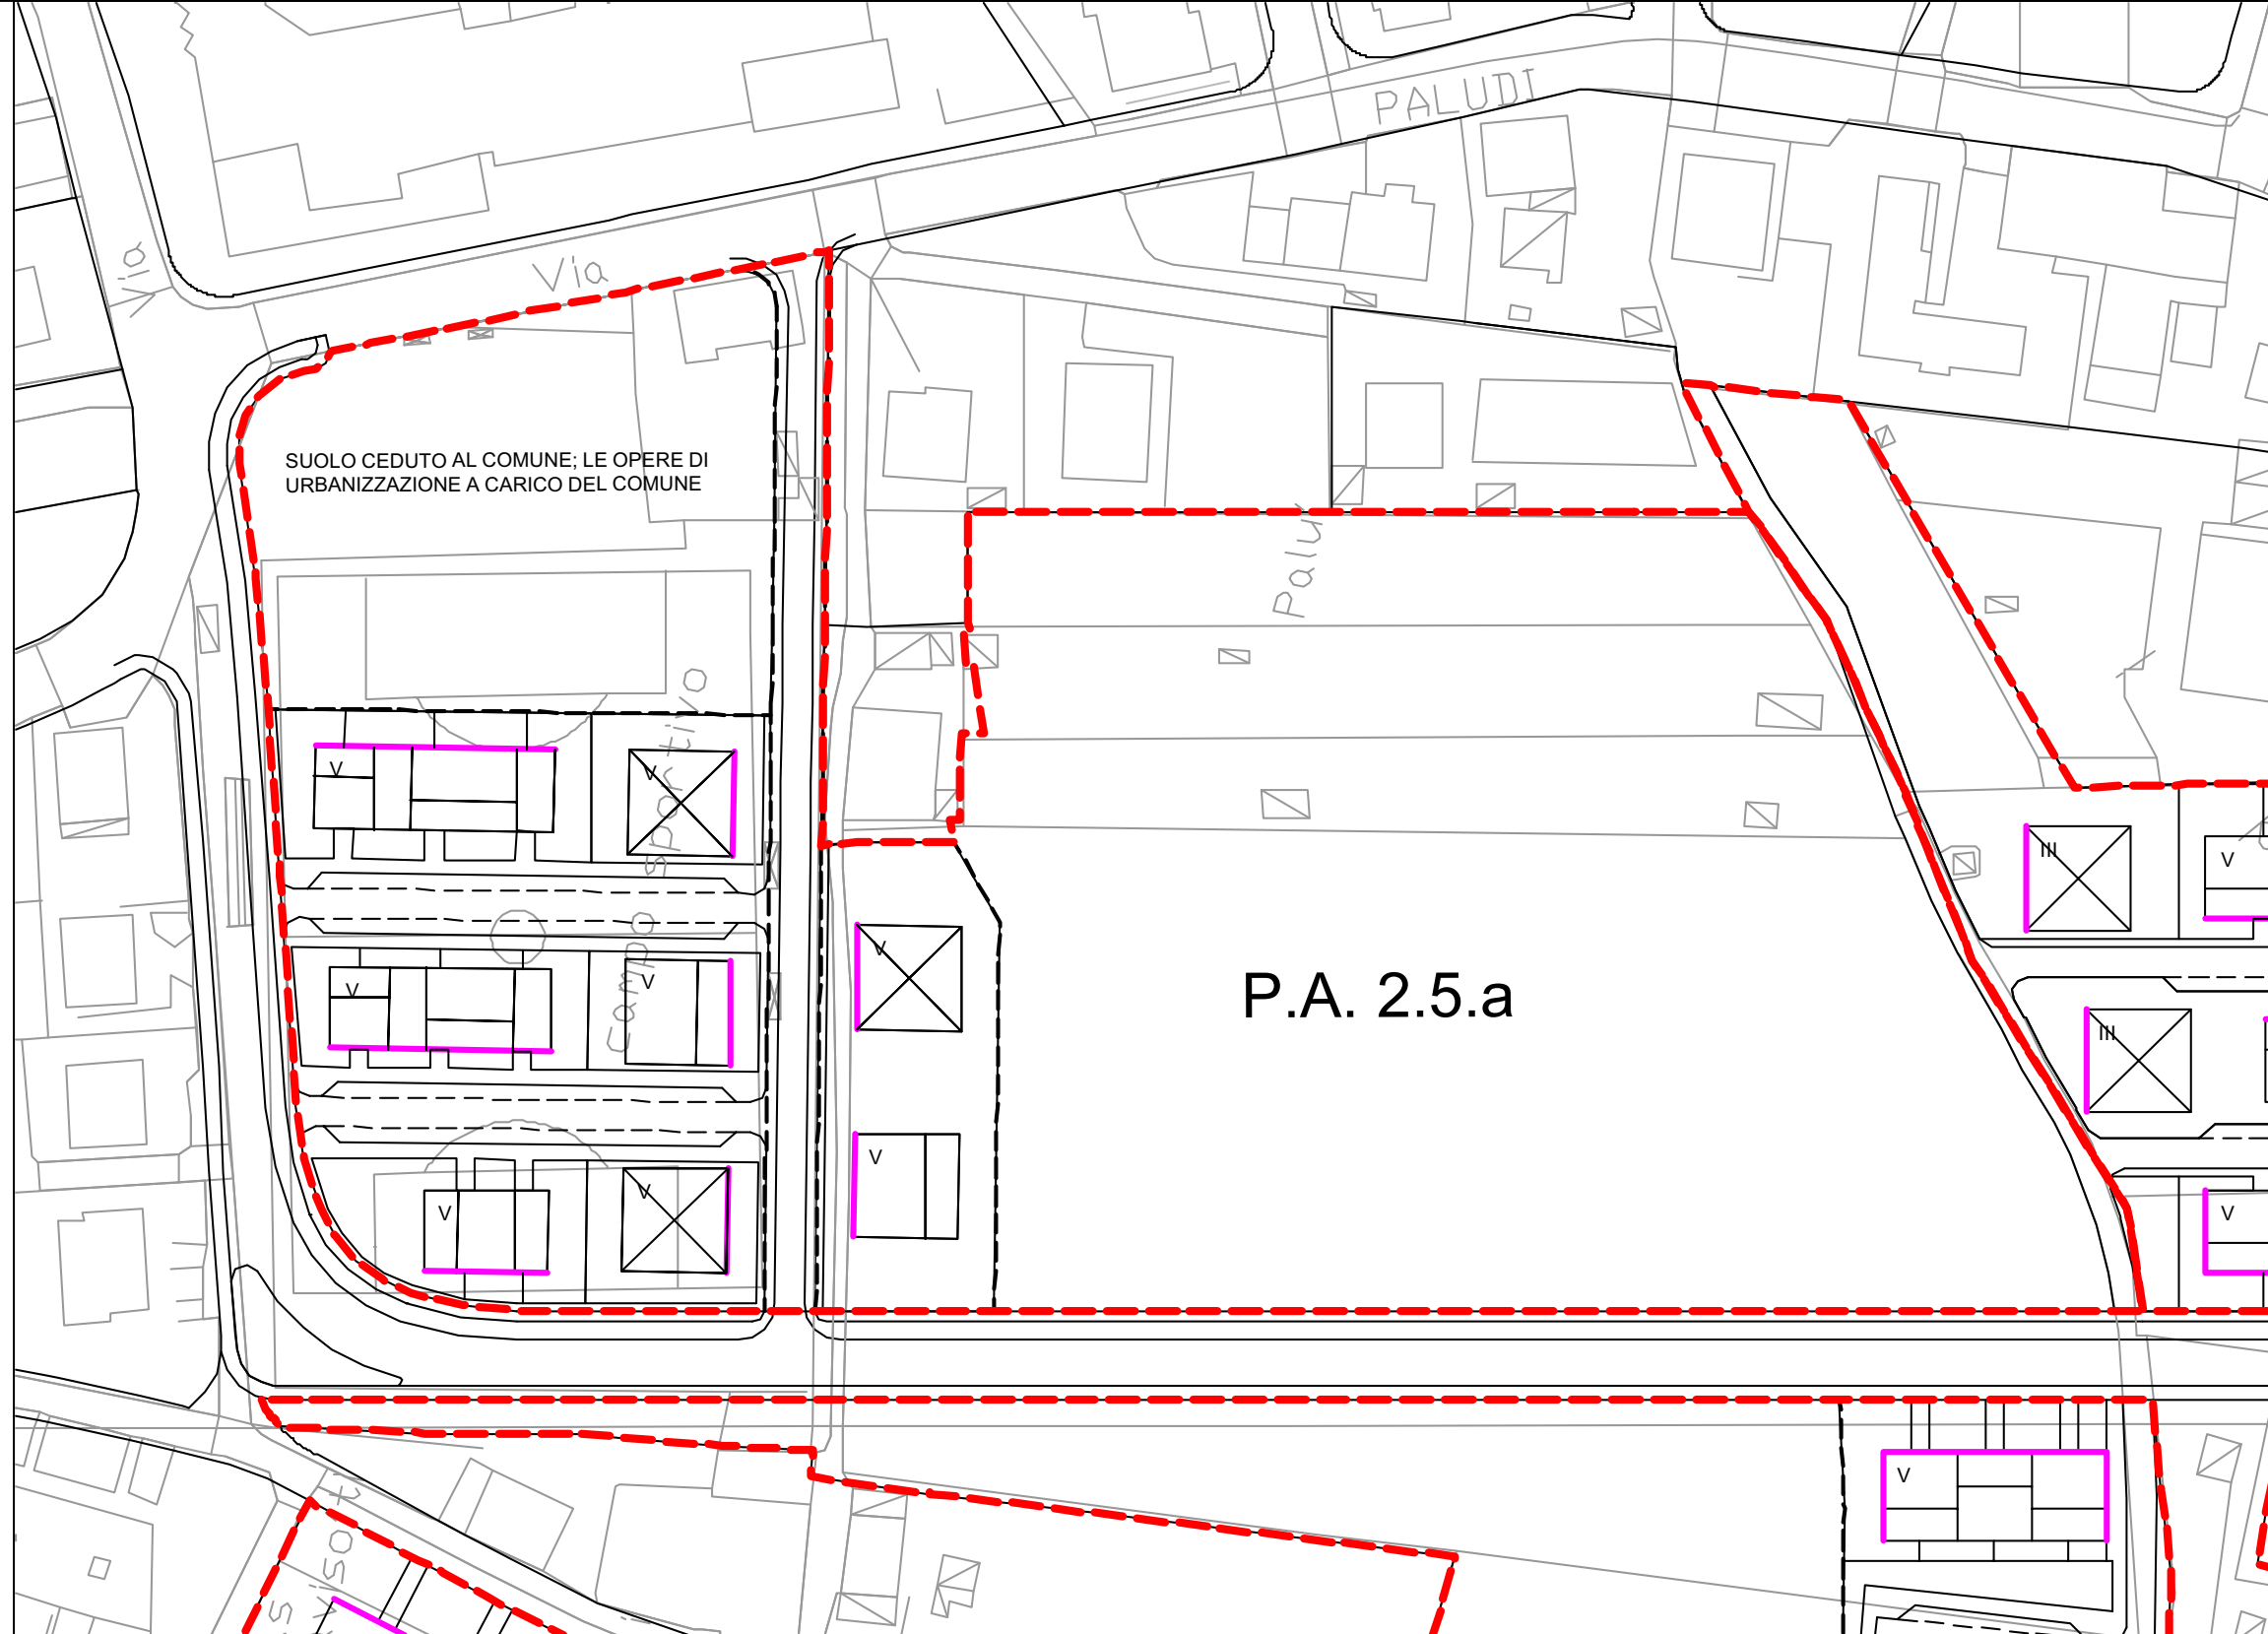 PALUDI
Via
Via
SUOLO CEDUTO AL COMUNE; LE OPERE DI
URBANIZZAZIONE A CARICO DEL COMUNE
Palu'
Campo Sportivo
V
V
III
V
V
V
V
P.A. 2.5.a
III
V
V
V
V
V